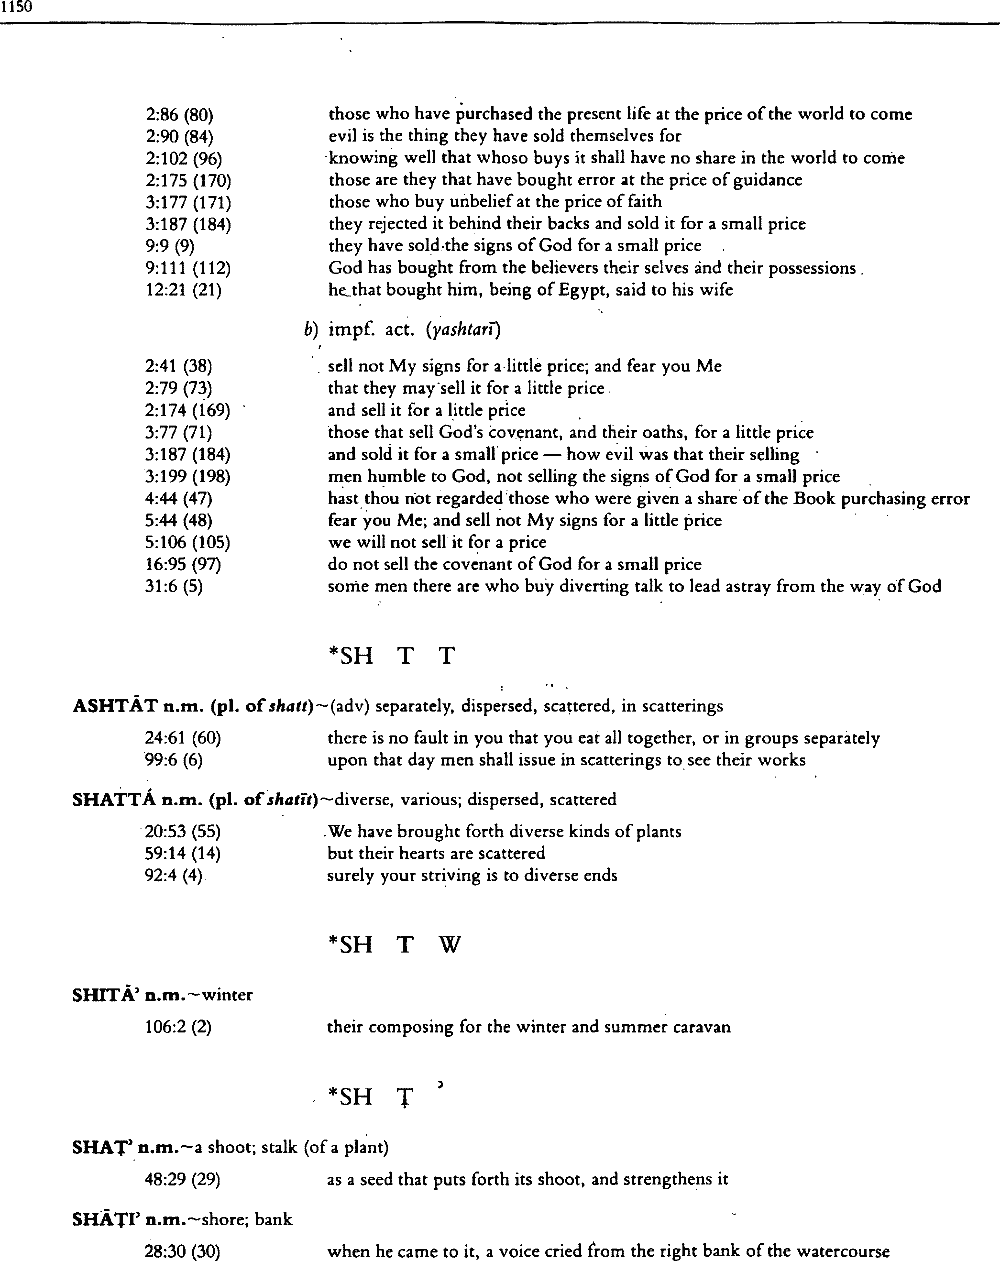 1150
2:86 (80) those who have purchased the present life at the price of the world to come
2:90 (84) evil is the thing they have sold themselves for
2:102 (96) knowing well that whoso buys it shall have no share in the world to come
2:175 (170) those are they that have bought error at the price of guidance
3:177 (171) those who buy unbelief at the price of faith
3:187 (184) they rejected it behind their backs and sold it for a small price
9:9 (9) they have sold the signs of God for a small price
9:111 (112) God has bought from the believers their selves and their possessions
12:21 (21) he that bought him, being of Egypt, said to his wife
b) impf. act. (yashtarī)
2:41 (38) sell not My signs for a little price; and fear you Me
2:79 (73) that they may sell it for a little price
2:174 (169) and sell it for a little price
3:77 (71) those that sell God's covenant, and their oaths, for a little price
3:187 (184) and sold it for a small price — how evil was that their selling
3:199 (198) men humble to God, not selling the signs of God for a small price
4:44 (47) hast thou not regarded those who were given a share of the Book purchasing error
5:44 (48) fear you Me; and sell not My signs for a little price
5:106 (105) we will not sell it for a price
16:95 (97) do not sell the covenant of God for a small price
31:6 (5) some men there are who buy diverting talk to lead astray from the way of God
*SH T T
ASHTĀT n.m. (pl. of shatt)~(adv) separately, dispersed, scattered, in scatterings
24:61 (60) there is no fault in you that you eat all together, or in groups separately
99:6 (6) upon that day men shall issue in scatterings to see their works
SHATTÁ n.m. (pl. of shatīt)~diverse, various; dispersed, scattered
20:53 (55) We have brought forth diverse kinds of plants
59:14 (14) but their hearts are scattered
92:4 (4) surely your striving is to diverse ends
*SH T W
SHITĀʾ n.m.~winter
106:2 (2) their composing for the winter and summer caravan
*SH Ṭ ʾ
SHAṬʾ n.m.~a shoot; stalk (of a plant)
48:29 (29) as a seed that puts forth its shoot, and strengthens it
SHĀṬIʾ n.m.~shore; bank
28:30 (30) when he came to it, a voice cried from the right bank of the watercourse